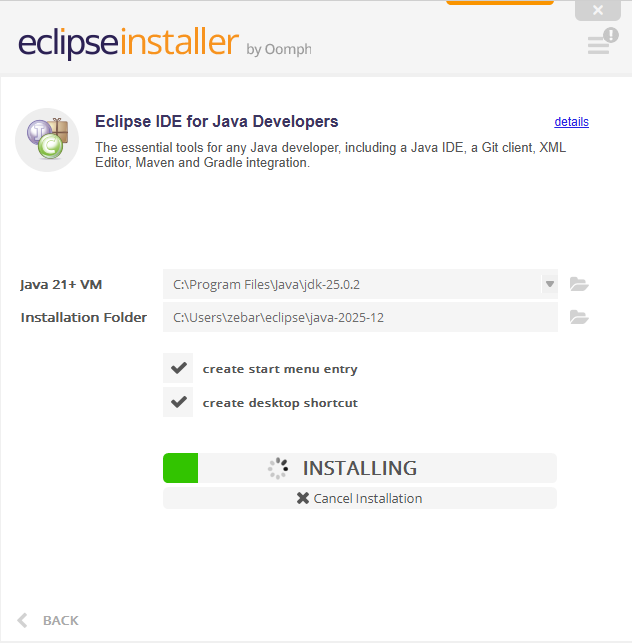 eclipseinstaller by Oomph
Eclipse IDE for Java Developers
details
The essential tools for any Java developer, including a Java IDE, a Git client, XML
Editor, Maven and Gradle integration.
Java 21+ VM
C:\Program Files\Java\jdk-25.0.2
Installation Folder
C:\Users\zebar\eclipse\java-2025-12
create start menu entry
create desktop shortcut
INSTALLING
Cancel Installation
BACK